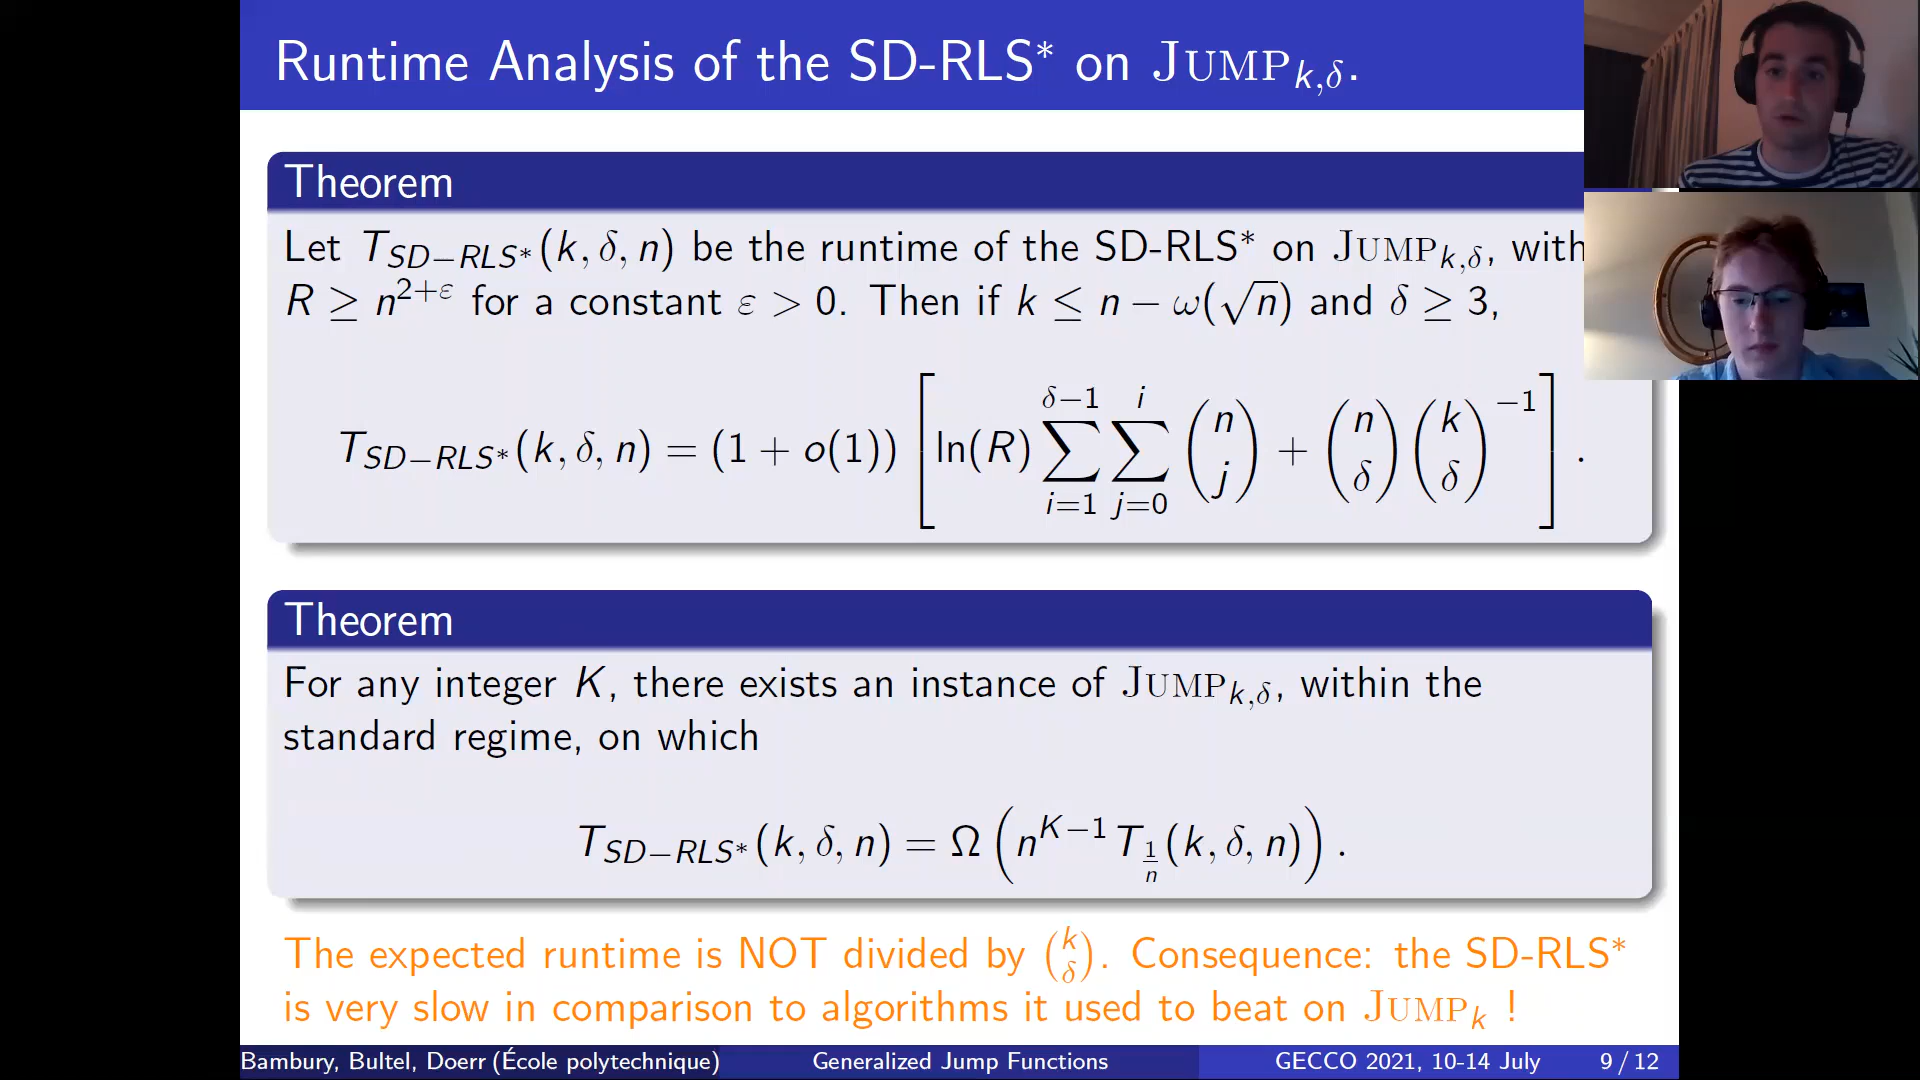 Runtime Analysis of the SD-RLS* on JUMP_{k,δ}.
Theorem
Let T_{SD−RLS*}(k, δ, n) be the runtime of the SD-RLS* on JUMP_{k,δ}, with
R ≥ n^{2+ε} for a constant ε > 0. Then if k ≤ n − ω(√n) and δ ≥ 3,
T_{SD−RLS*}(k, δ, n) = (1 + o(1)) [ln(R) ∑_{i=1}^{δ−1} ∑_{j=0}^{i} \binom{n}{j} + \binom{n}{δ} \binom{k}{δ}^{−1}].
Theorem
For any integer K, there exists an instance of JUMP_{k,δ}, within the
standard regime, on which
T_{SD−RLS*}(k, δ, n) = Ω (n^{K−1} T_{\frac{1}{n}}(k, δ, n)).
The expected runtime is NOT divided by \binom{k}{δ}. Consequence: the SD-RLS*
is very slow in comparison to algorithms it used to beat on JUMP_k !
Bambury, Bultel, Doerr (École polytechnique) Generalized Jump Functions GECCO 2021, 10-14 July 9 / 12